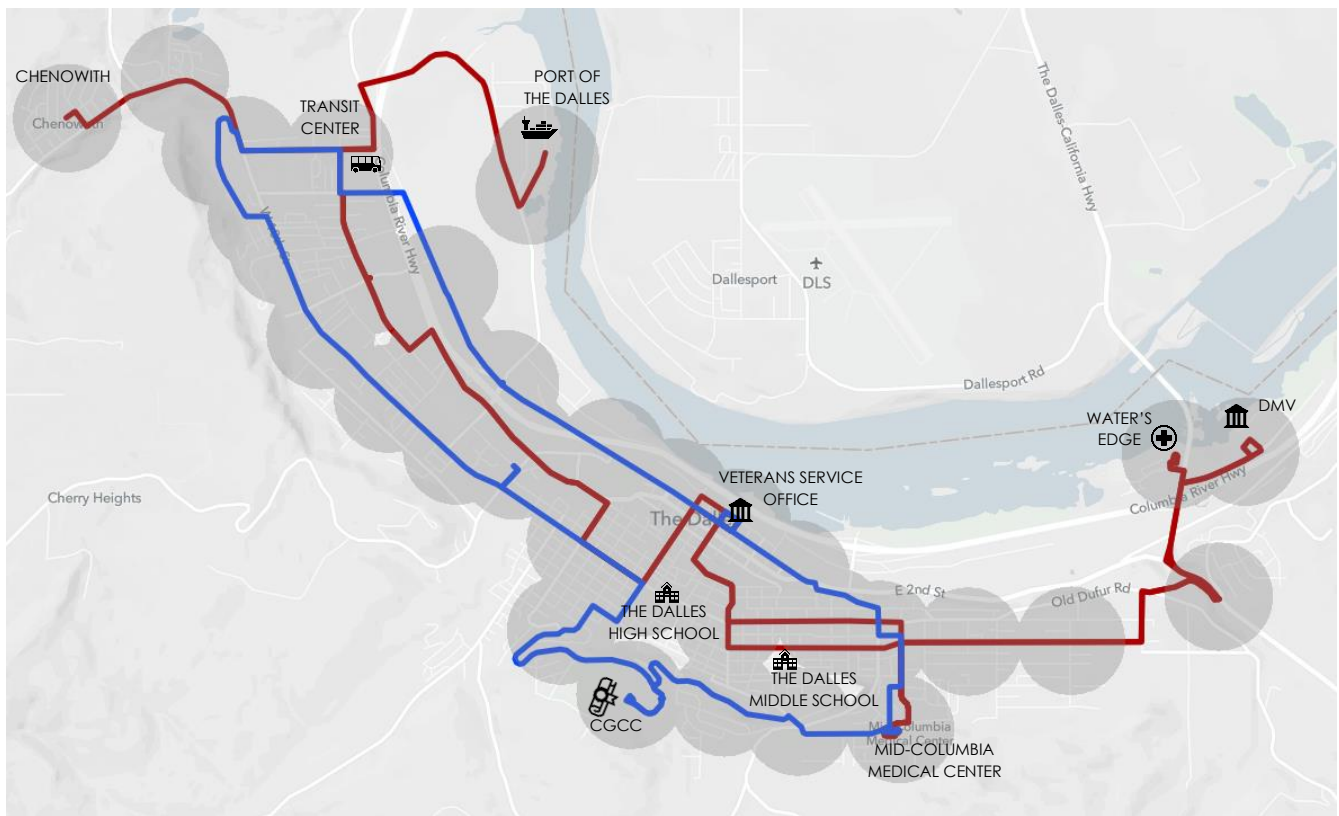 CHENOWITH
Chenowith
TRANSIT
CENTER
PORT OF
THE DALLES
The Dalles-California Hwy
Columbia River Hwy
Dallesport
DLS
Dallesport Rd
WATER'S
EDGE
DMV
Columbia River Hwy
Cherry Heights
VETERANS SERVICE
OFFICE
The Dalles
E 2nd St
Old Dufur Rd
THE DALLES
HIGH SCHOOL
THE DALLES
MIDDLE SCHOOL
CGCC
Mid-Columbia
Medical Center
MID-COLUMBIA
MEDICAL CENTER